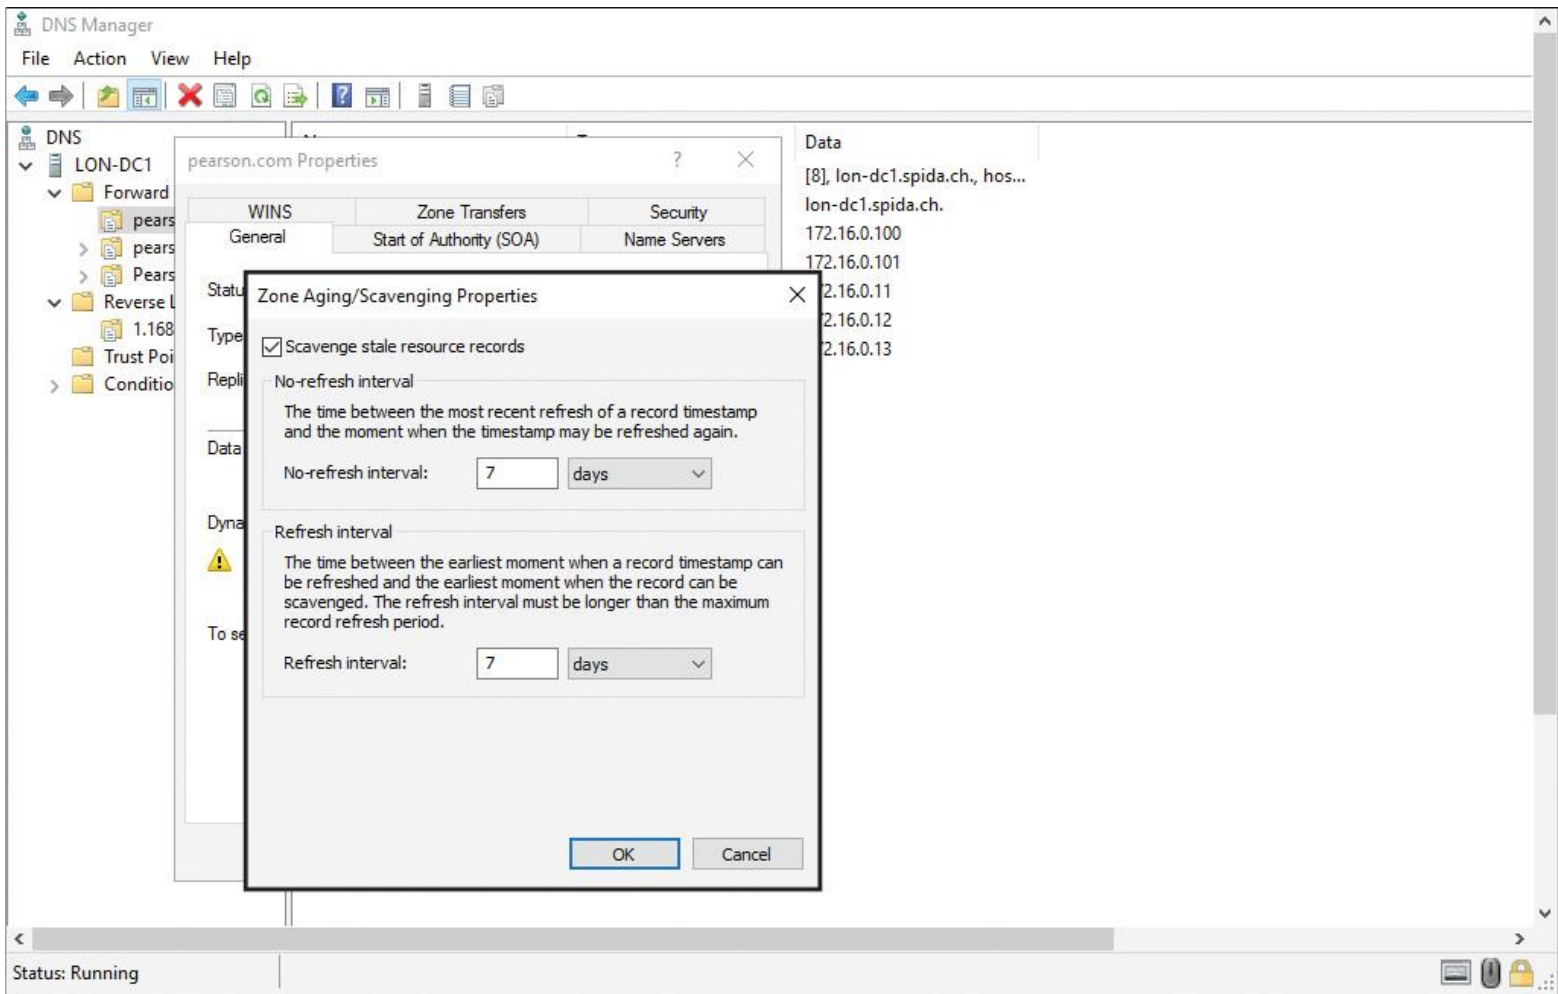 DNS Manager
File Action View Help
DNS
LON-DC1
Forward
pears
pears
Pears
Reverse L
1.168
Trust Poi
Conditio
pearson.com Properties
WINS Zone Transfers Security
General Start of Authority (SOA) Name Servers
Statu
Type
Repli
Data
Dyna
To se
Zone Aging/Scavenging Properties
Scavenge stale resource records
No-refresh interval
The time between the most recent refresh of a record timestamp
and the moment when the timestamp may be refreshed again.
No-refresh interval: 7 days
Refresh interval
The time between the earliest moment when a record timestamp can
be refreshed and the earliest moment when the record can be
scavenged. The refresh interval must be longer than the maximum
record refresh period.
Refresh interval: 7 days
OK Cancel
Data
[8], lon-dc1.spida.ch., hos...
lon-dc1.spida.ch.
172.16.0.100
172.16.0.101
2.16.0.11
2.16.0.12
2.16.0.13
Status: Running